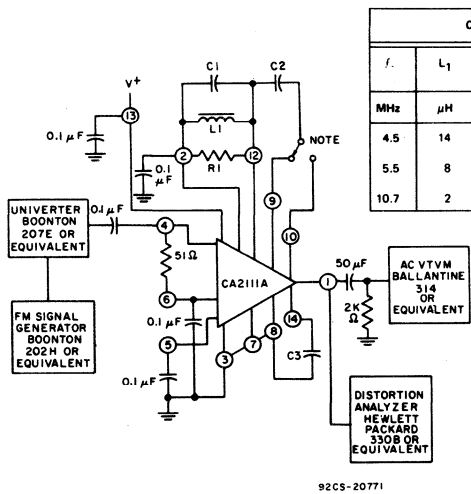 C
f.
L1
MHz
μH
4.5
14
5.5
8
10.7
2
V+
C1
C2
13
0.1 μF
L1
NOTE
2
R1
12
0.1
μF
9
UNIVERTER
BOONTON
207E OR
EQUIVALENT
0.1 μF
4
10
51Ω
CA2111A
50 μF
1
AC VTVM
BALLANTINE
314
OR
EQUIVALENT
2K
Ω
6
FM SIGNAL
GENERATOR
BOONTON
202H OR
EQUIVALENT
0.1 μF
5
14
8
7
3
C3
0.1 μF
DISTORTION
ANALYZER
HEWLETT
PACKARD
330B OR
EQUIVALENT
92CS-20771